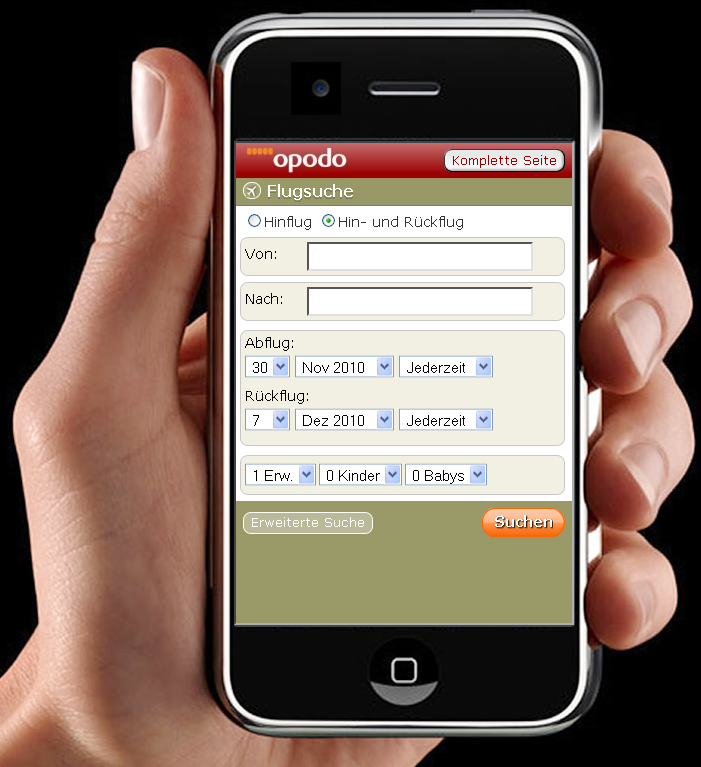 opodo Komplette Seite
Flugsuche
Hinflug Hin- und Rückflug
Von:
Nach:
Abflug:
30 Nov 2010 Jederzeit
Rückflug:
7 Dez 2010 Jederzeit
1 Erw. 0 Kinder 0 Babys
Erweiterte Suche Suchen